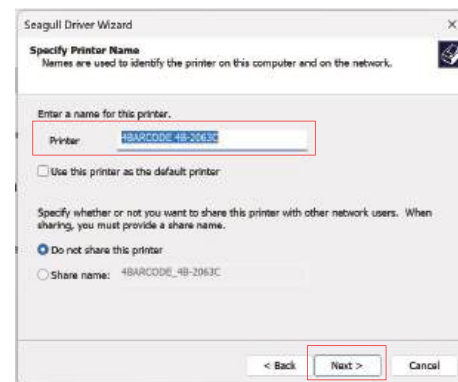 Seagull Driver Wizard
Specify Printer Name
Names are used to identify the printer on this computer and on the network.
Enter a name for this printer.
Printer 4BARCODE 4B-2063C
Use this printer as the default printer
Specify whether or not you want to share this printer with other network users. When
sharing, you must provide a share name.
Do not share this printer
Share name: 4BARCODE_4B-2063C
< Back Next > Cancel